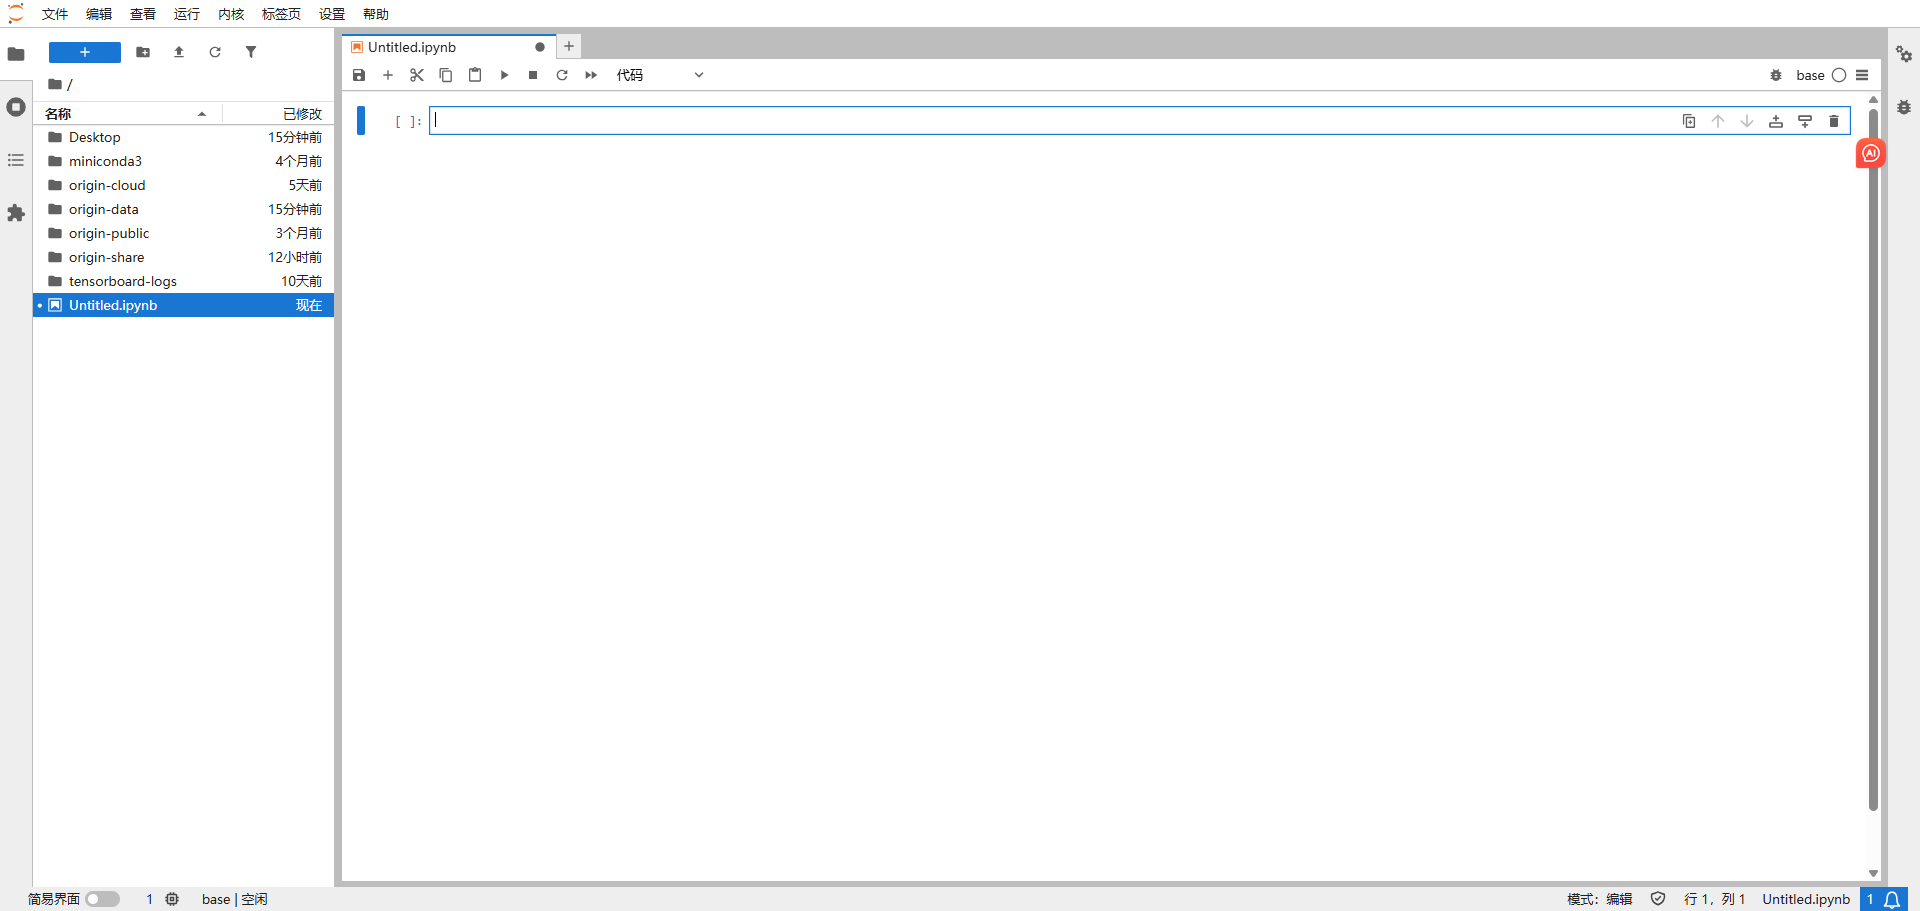 文件 编辑 查看 运行 内核 标签页 设置 帮助
Untitled.ipynb
代码
base
/
名称 已修改
[ ]:
Desktop 15分钟前
miniconda3 4个月前
origin-cloud 5天前
origin-data 15分钟前
origin-public 3个月前
origin-share 12小时前
tensorboard-logs 10天前
Untitled.ipynb 现在
AI
简易界面 1 base | 空闲 模式：编辑 行 1，列 1 Untitled.ipynb 1